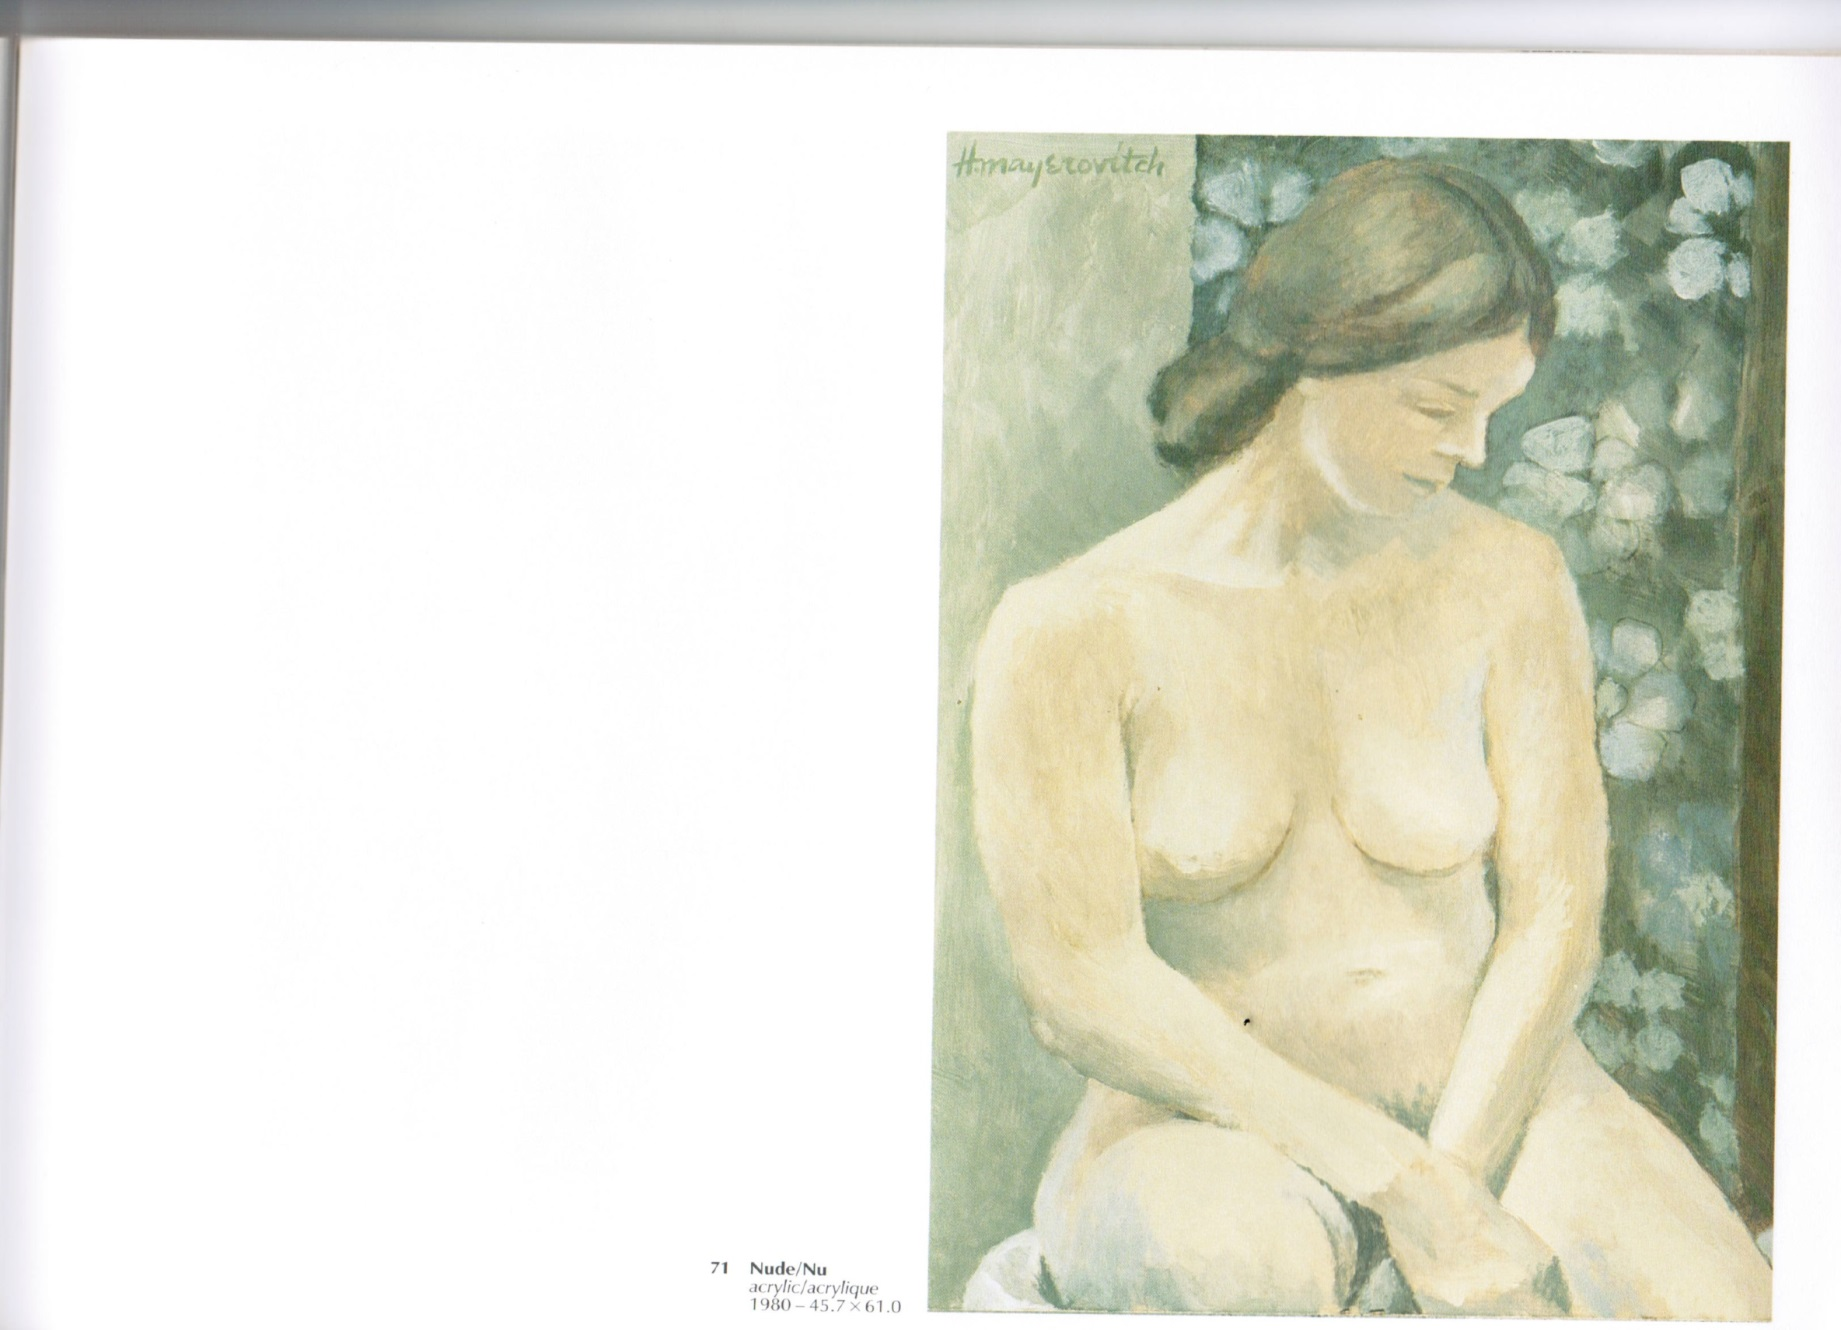 H.mayerovitch
71 Nude/Nu
acrylic/acrylique
1980 – 45.7 × 61.0